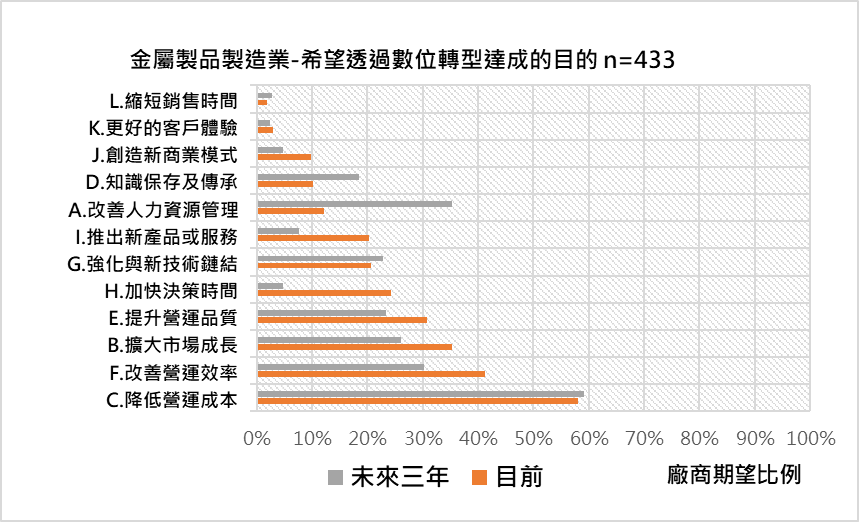 金屬製品製造業-希望透過數位轉型達成的目的 n=433
L.縮短銷售時間
K.更好的客戶體驗
J.創造新商業模式
D.知識保存及傳承
A.改善人力資源管理
I.推出新產品或服務
G.強化與新技術鏈結
H.加快決策時間
E.提升營運品質
B.擴大市場成長
F.改善營運效率
C.降低營運成本
0% 10% 20% 30% 40% 50% 60% 70% 80% 90% 100%
未來三年 目前 廠商期望比例